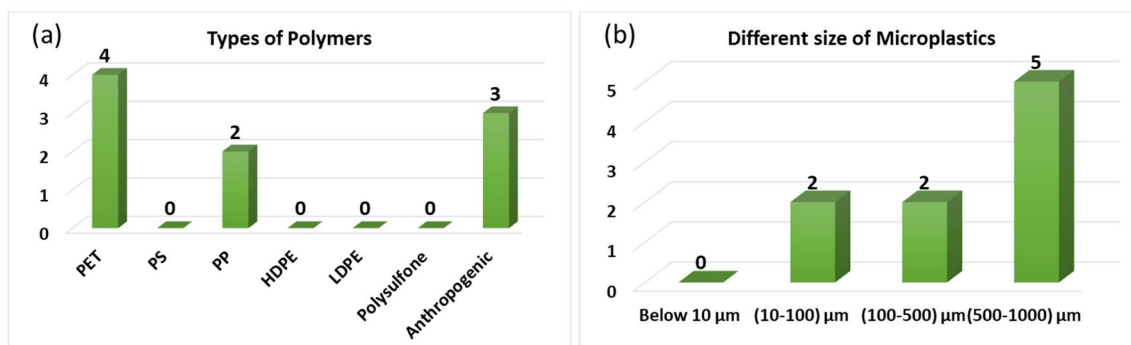 (a)
Types of Polymers
4
3
2
1
0
4
0
2
0
0
0
3
PET
PS
PP
HDPE
LDPE
Polysulfone
Anthropogenic
(b)
Different size of Microplastics
5
4
3
2
1
0
0
2
2
5
Below 10 µm
(10-100) µm
(100-500) µm
(500-1000) µm